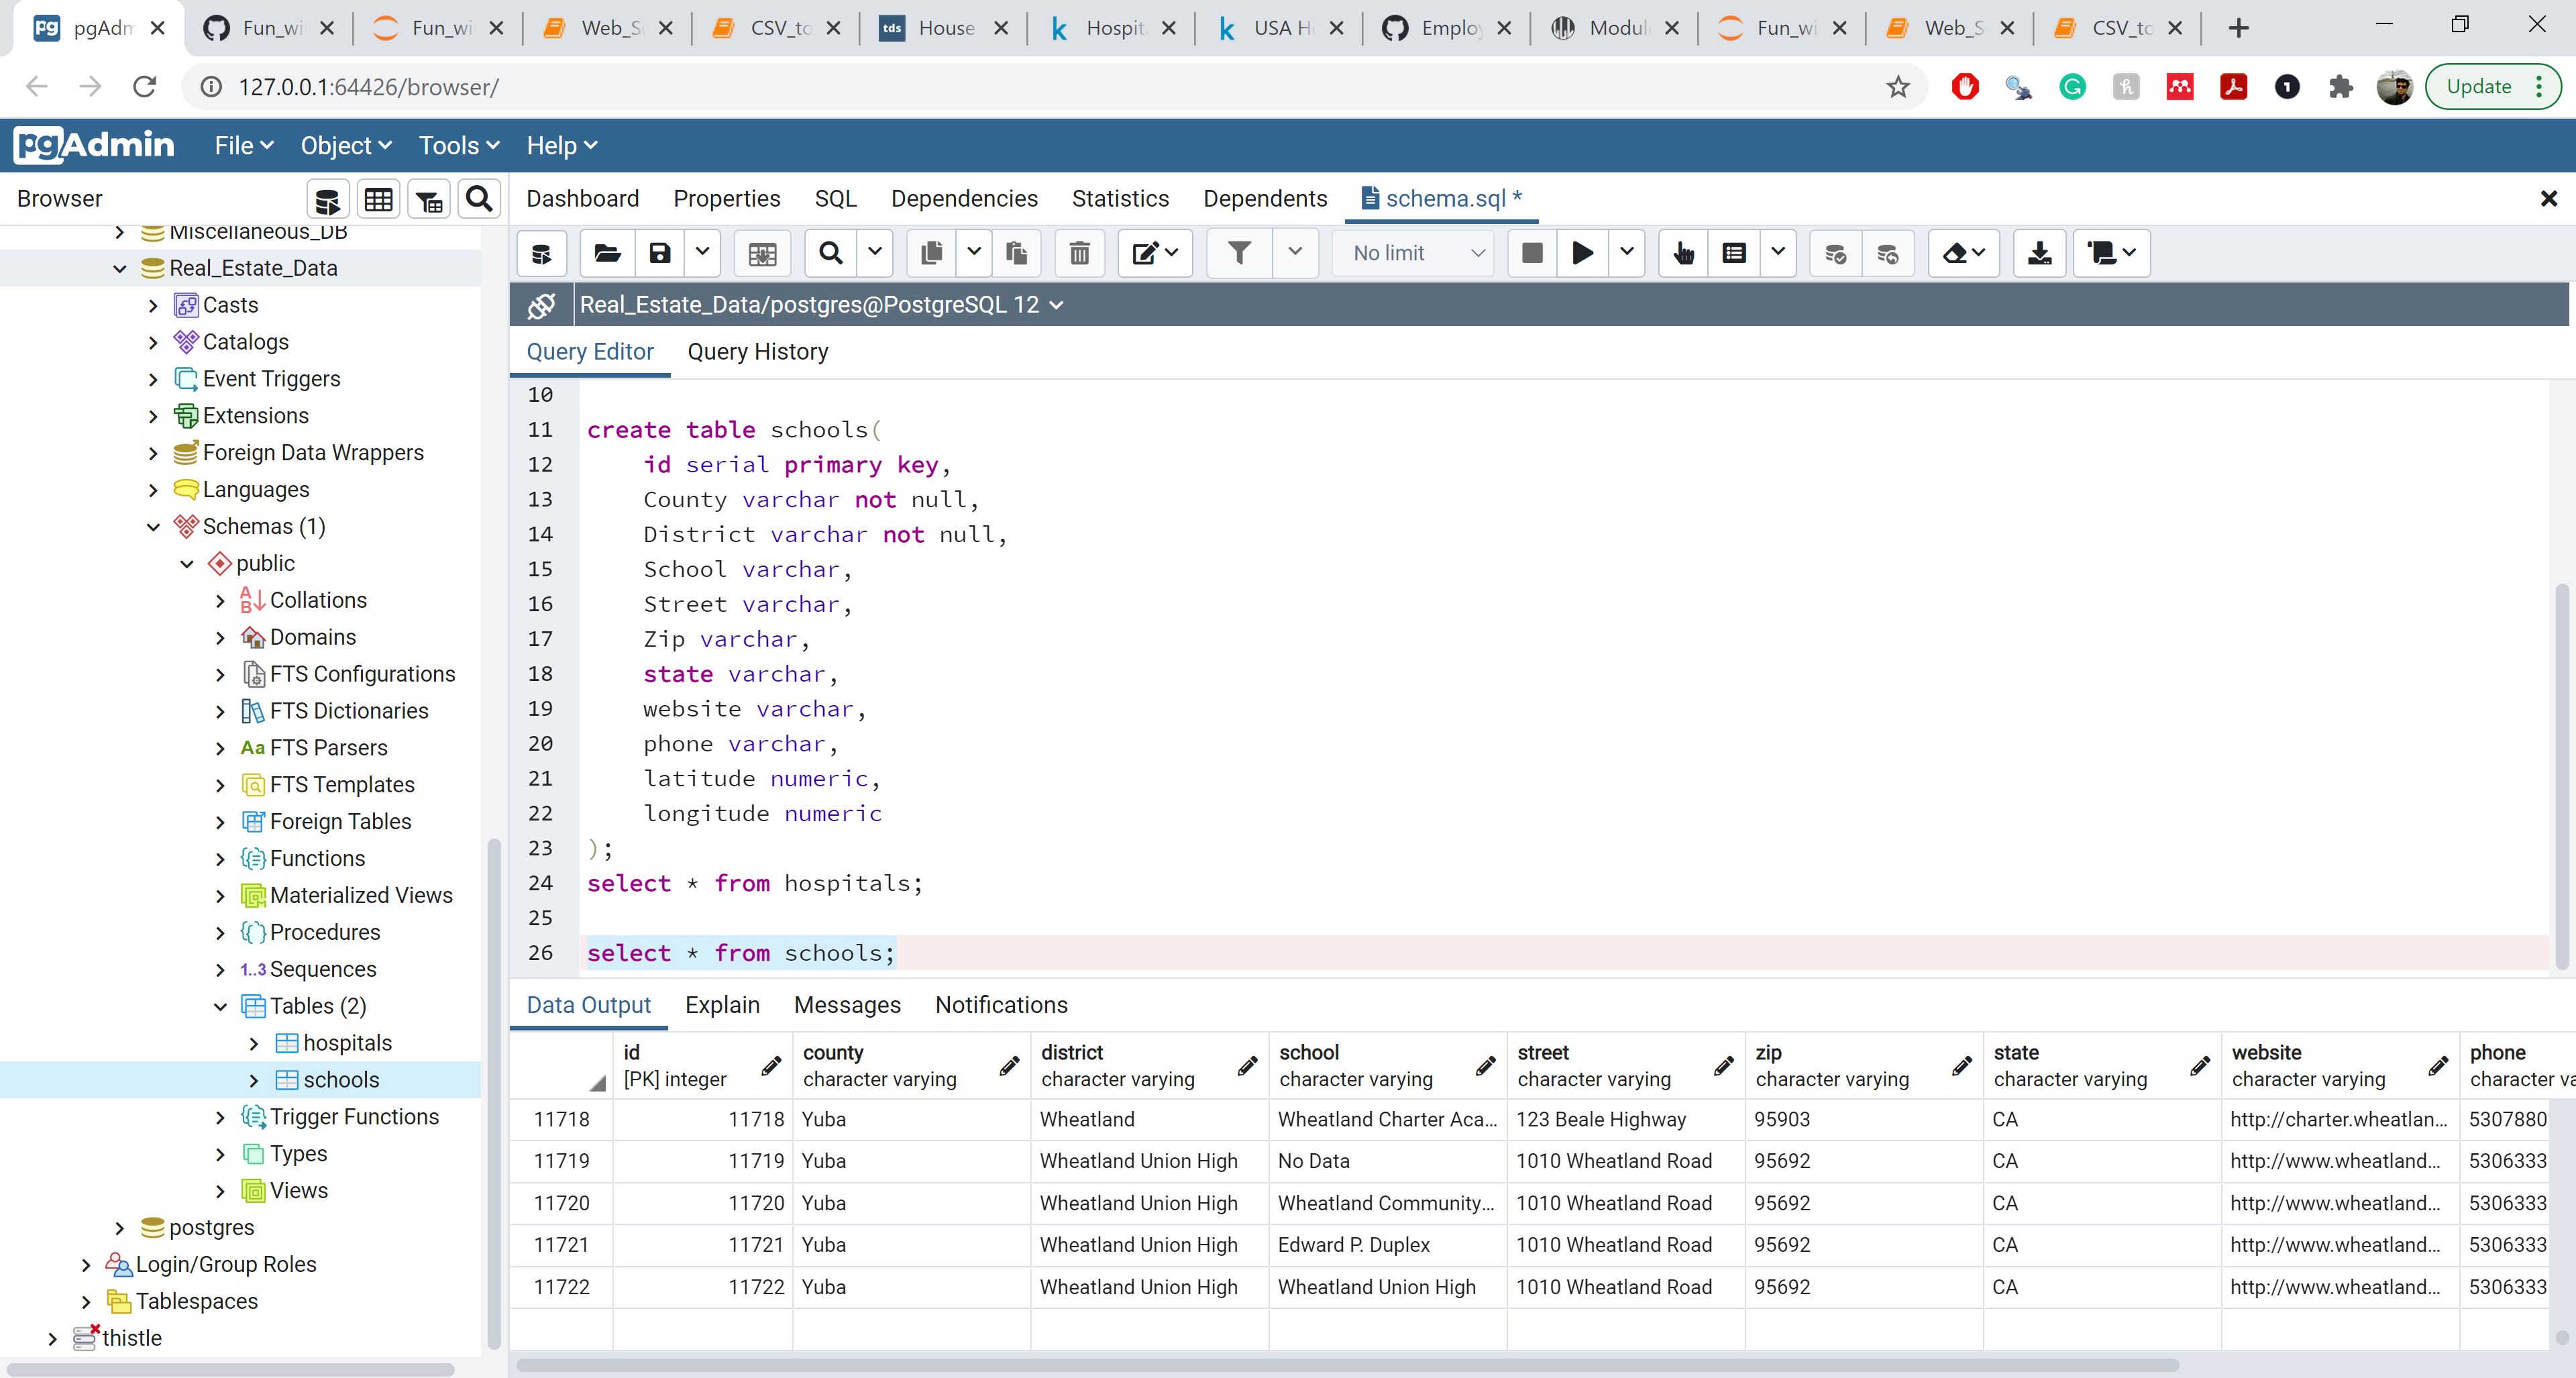 pg pgAdm Fun_wi Fun_wi Web_S CSV_to tds House k Hospit k USA H Employ Modul Fun_wi Web_S CSV_to
127.0.0.1:64426/browser/ Update
pgAdmin File Object Tools Help
Browser
Dashboard Properties SQL Dependencies Statistics Dependents schema.sql *
Miscellaneous_DB
Real_Estate_Data
Casts
Catalogs
Event Triggers
Extensions
Foreign Data Wrappers
Languages
Schemas (1)
public
Collations
Domains
FTS Configurations
FTS Dictionaries
Aa FTS Parsers
FTS Templates
Foreign Tables
Functions
Materialized Views
Procedures
1..3 Sequences
Tables (2)
hospitals
schools
Trigger Functions
Types
Views
postgres
Login/Group Roles
Tablespaces
thistle
No limit
Real_Estate_Data/postgres@PostgreSQL 12
Query Editor Query History
10
11 create table schools(
12 id serial primary key,
13 County varchar not null,
14 District varchar not null,
15 School varchar,
16 Street varchar,
17 Zip varchar,
18 state varchar,
19 website varchar,
20 phone varchar,
21 latitude numeric,
22 longitude numeric
23 );
24 select * from hospitals;
25
26 select * from schools;
Data Output Explain Messages Notifications
id county district school street zip state website phone
[PK] integer character varying character varying character varying character varying character varying character varying character varying character va
11718 11718 Yuba Wheatland Wheatland Charter Aca... 123 Beale Highway 95903 CA http://charter.wheatlan... 5307880
11719 11719 Yuba Wheatland Union High No Data 1010 Wheatland Road 95692 CA http://www.wheatland... 5306333
11720 11720 Yuba Wheatland Union High Wheatland Community... 1010 Wheatland Road 95692 CA http://www.wheatland... 5306333
11721 11721 Yuba Wheatland Union High Edward P. Duplex 1010 Wheatland Road 95692 CA http://www.wheatland... 5306333
11722 11722 Yuba Wheatland Union High Wheatland Union High 1010 Wheatland Road 95692 CA http://www.wheatland... 5306333